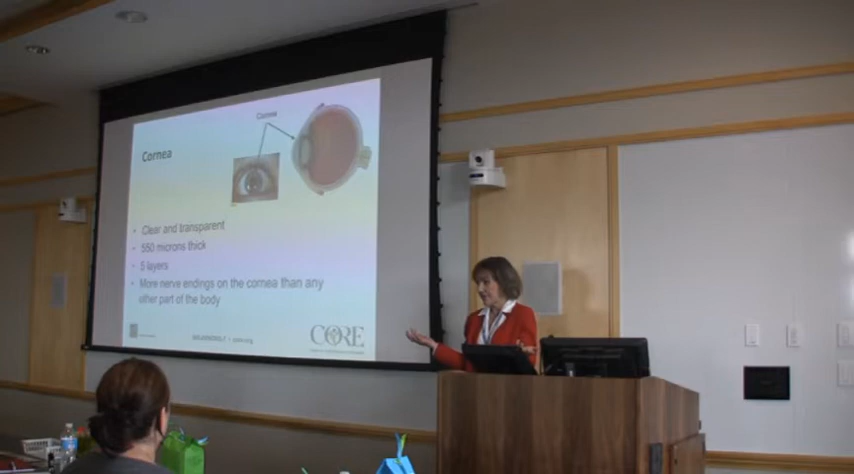 Cornea
Cornea
• Clear and transparent
• 550 microns thick
• 5 layers
• More nerve endings on the cornea than any
other part of the body
CORE